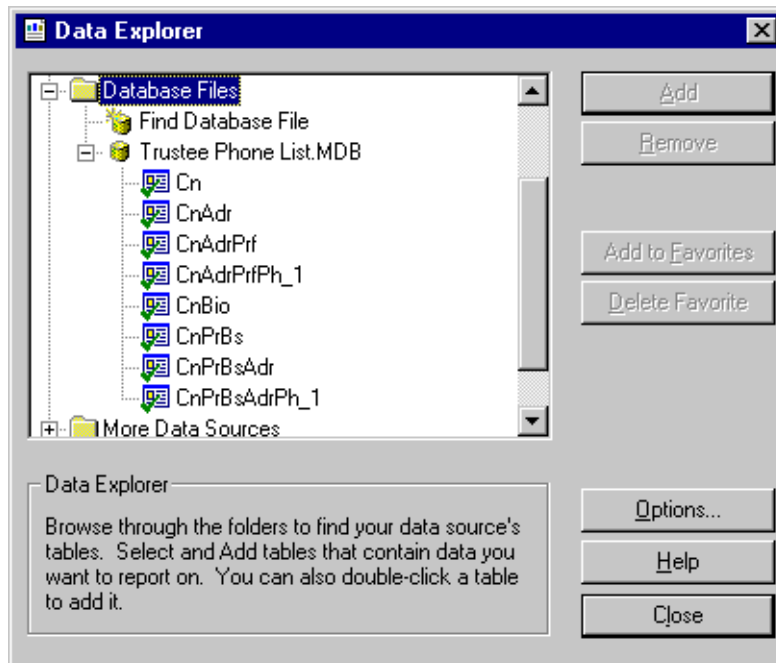 Data Explorer
Database Files
Add
Find Database File
Remove
Trustee Phone List.MDB
Cn
CnAdr
CnAdrPrf
Add to Favorites
CnAdrPrfPh_1
CnBio
Delete Favorite
CnPrBs
CnPrBsAdr
CnPrBsAdrPh_1
More Data Sources
Data Explorer
Browse through the folders to find your data source's
tables. Select and Add tables that contain data you
want to report on. You can also double-click a table
to add it.
Options...
Help
Close